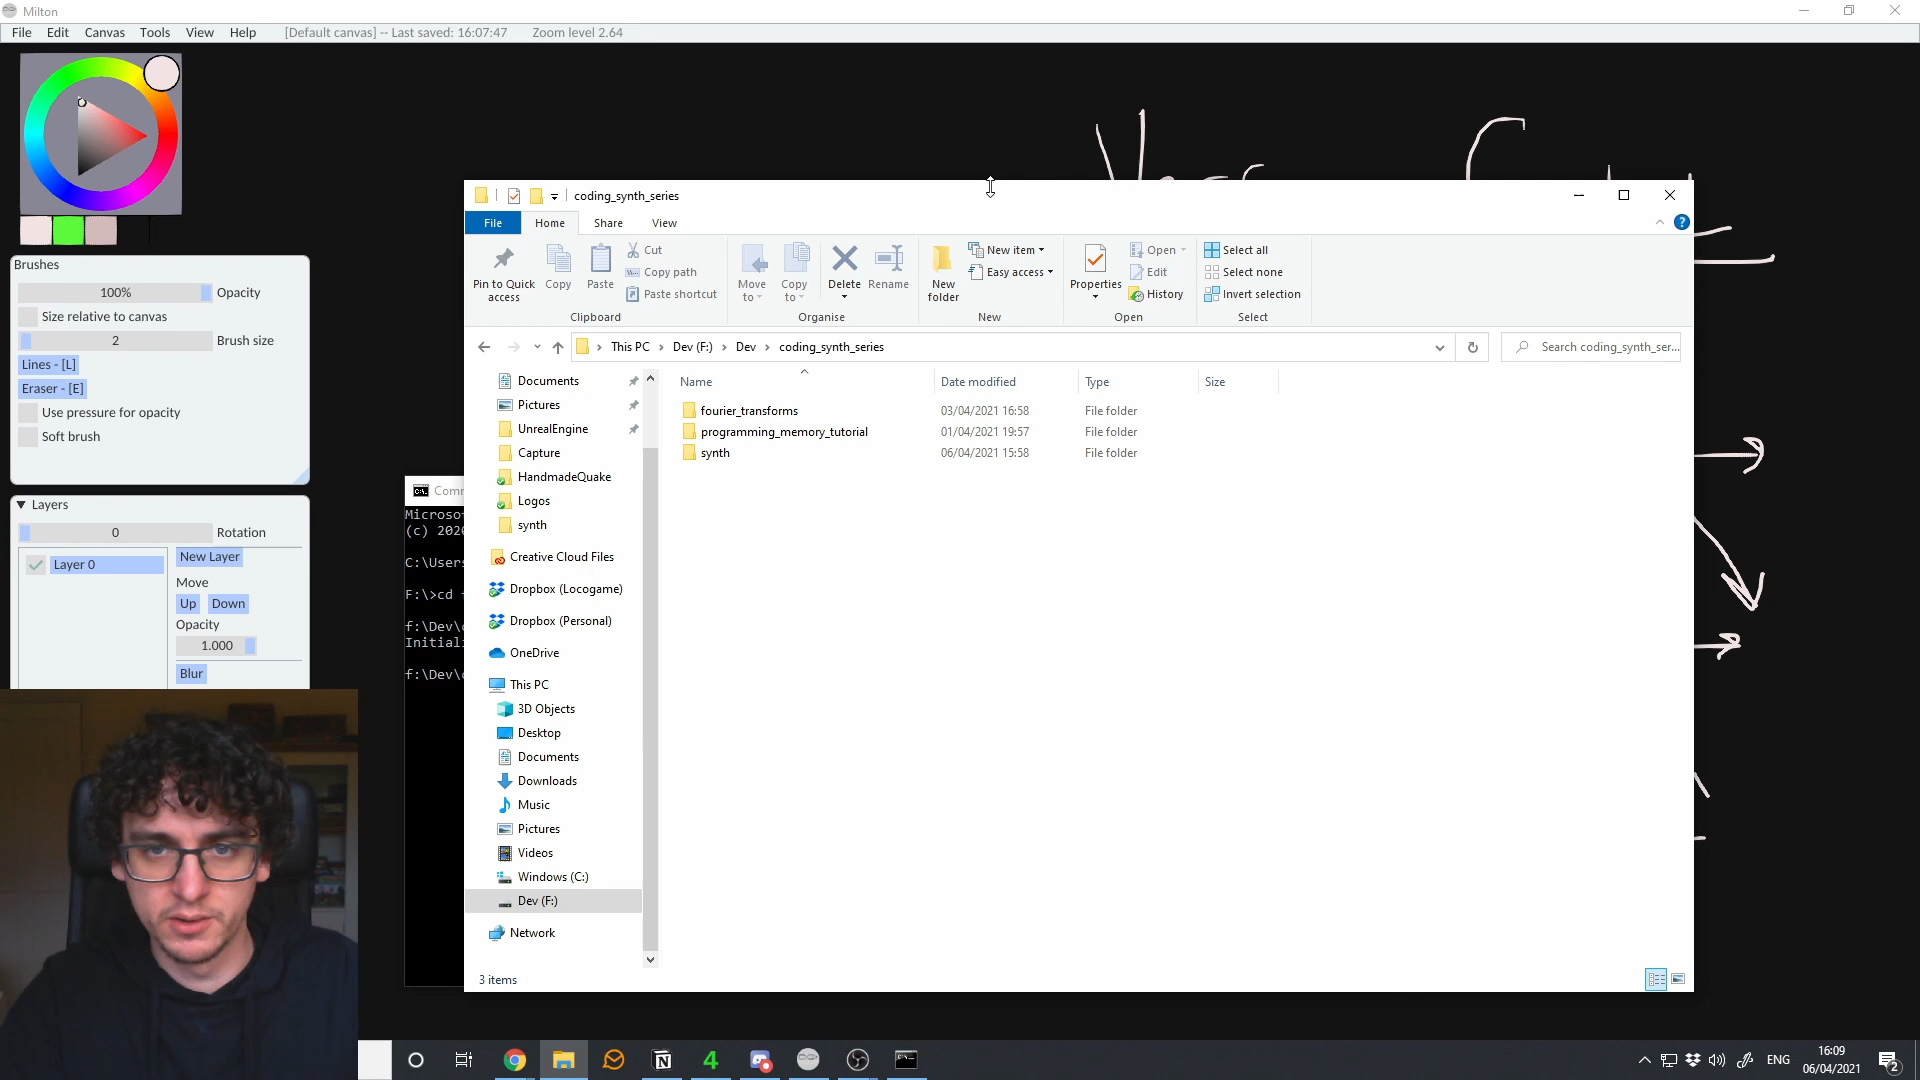 Milton
File Edit Canvas Tools View Help [Default canvas] -- Last saved: 16:07:47 Zoom level 2.64
Brushes
100% Opacity
Size relative to canvas
2 Brush size
Lines - [L]
Eraser - [E]
Use pressure for opacity
Soft brush
Layers
0 Rotation
Layer 0
New Layer
Move
Up Down
Opacity
1.000
Blur
Microso
(c) 202
C:\Users
F:\>cd
f:\Dev\
Initial
f:\Dev\
coding_synth_series
File Home Share View
Pin to Quick access
Copy
Paste
Cut
Copy path
Paste shortcut
Clipboard
Move to
Copy to
Delete
Rename
Organise
New folder
New item
Easy access
New
Properties
Open
Edit
History
Open
Select all
Select none
Invert selection
Select
This PC > Dev (F:) > Dev > coding_synth_series
Search coding_synth_ser...
Documents
Pictures
UnrealEngine
Capture
HandmadeQuake
Logos
synth
Creative Cloud Files
Dropbox (Locogame)
Dropbox (Personal)
OneDrive
This PC
3D Objects
Desktop
Documents
Downloads
Music
Pictures
Videos
Windows (C:)
Dev (F:)
Network
Name Date modified Type Size
fourier_transforms 03/04/2021 16:58 File folder
programming_memory_tutorial 01/04/2021 19:57 File folder
synth 06/04/2021 15:58 File folder
3 items
ENG
16:09
06/04/2021
2